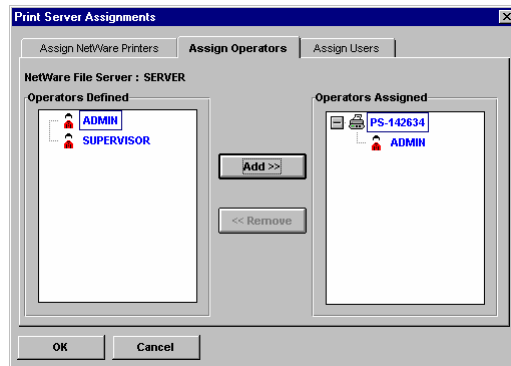 Print Server Assignments
Assign NetWare Printers
Assign Operators
Assign Users
NetWare File Server : SERVER
Operators Defined
ADMIN
SUPERVISOR
Add >>
<< Remove
Operators Assigned
PS-142634
ADMIN
OK
Cancel